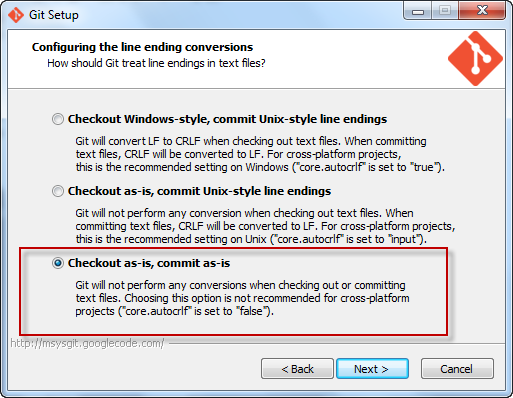 Git Setup
Configuring the line ending conversions
How should Git treat line endings in text files?
Checkout Windows-style, commit Unix-style line endings
Git will convert LF to CRLF when checking out text files. When committing
text files, CRLF will be converted to LF. For cross-platform projects,
this is the recommended setting on Windows ("core.autocrlf" is set to "true").
Checkout as-is, commit Unix-style line endings
Git will not perform any conversion when checking out text files. When
committing text files, CRLF will be converted to LF. For cross-platform projects,
this is the recommended setting on Unix ("core.autocrlf" is set to "input").
Checkout as-is, commit as-is
Git will not perform any conversions when checking out or committing
text files. Choosing this option is not recommended for cross-platform
projects ("core.autocrlf" is set to "false").
http://msysgit.googlecode.com/
< Back
Next >
Cancel